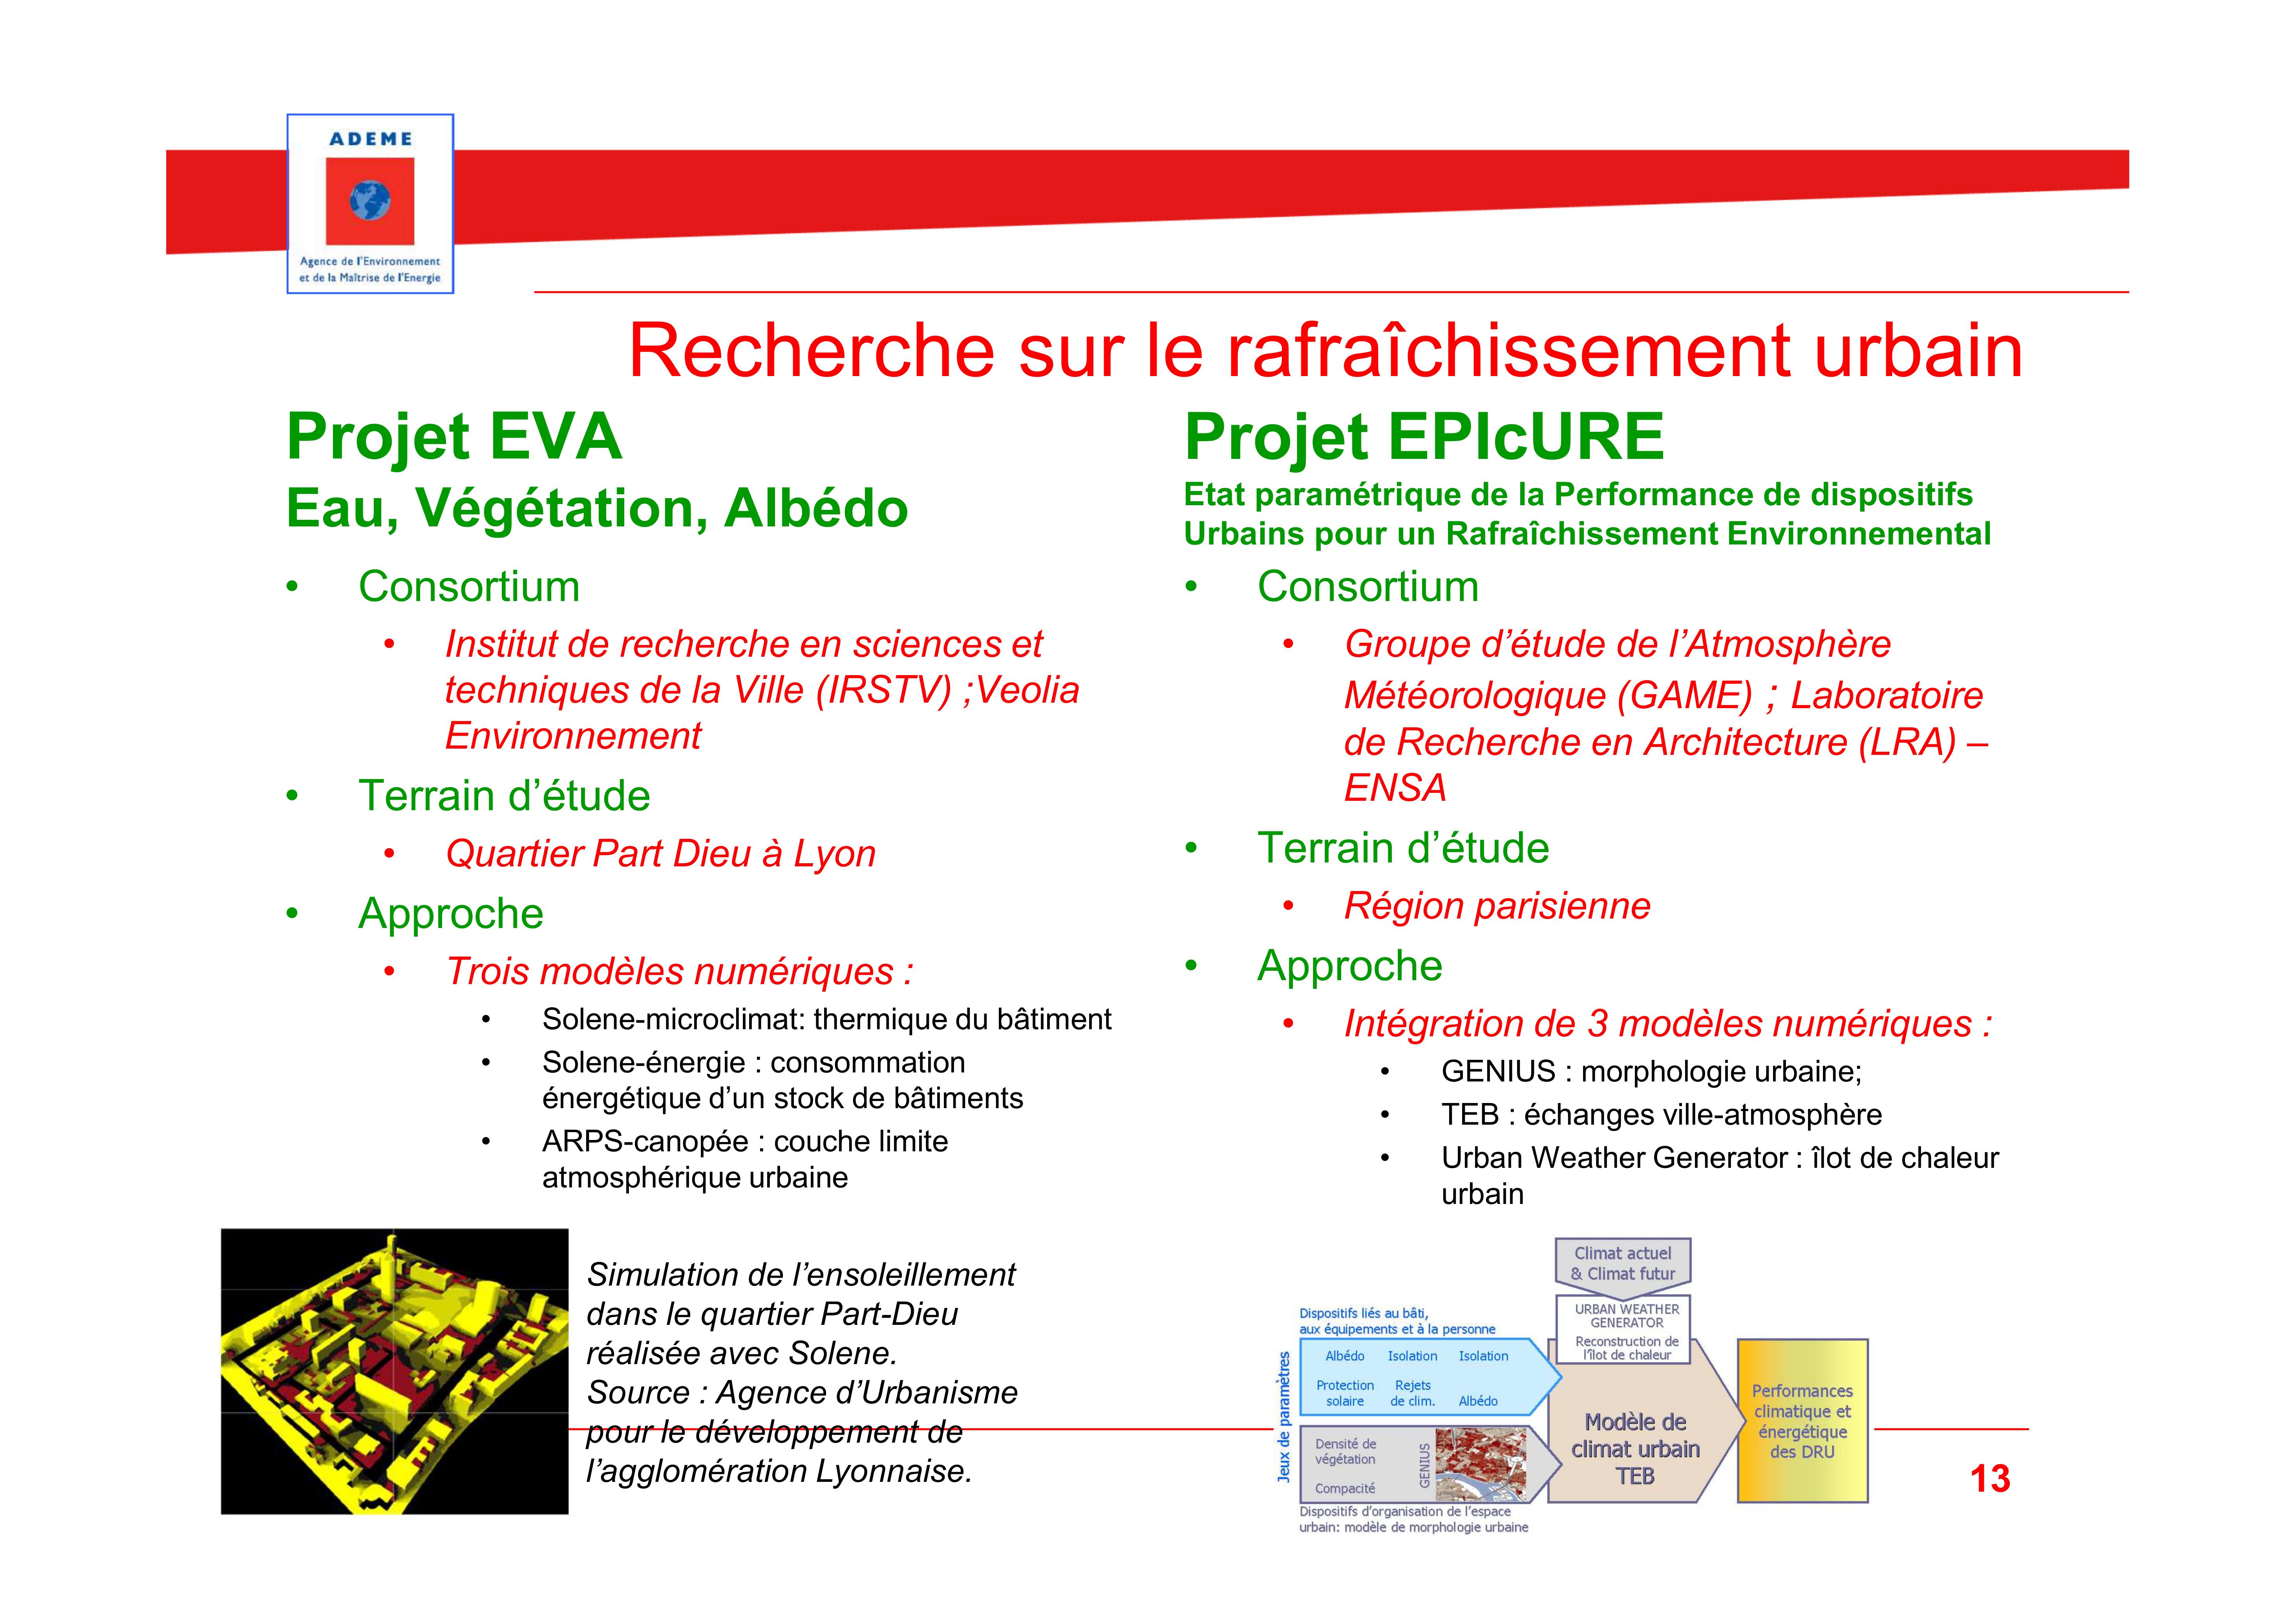 ADEME
Agence de l'Environnement
et de la Maîtrise de l'Energie
Recherche sur le rafraîchissement urbain
Projet EVA
Eau, Végétation, Albédo
• Consortium
• Institut de recherche en sciences et
techniques de la Ville (IRSTV) ;Veolia
Environnement
• Terrain d’étude
• Quartier Part Dieu à Lyon
• Approche
• Trois modèles numériques :
• Solene-microclimat: thermique du bâtiment
• Solene-énergie : consommation
énergétique d’un stock de bâtiments
• ARPS-canopée : couche limite
atmosphérique urbaine
Simulation de l’ensoleillement
dans le quartier Part-Dieu
réalisée avec Solene.
Source : Agence d’Urbanisme
pour le développement de
l’agglomération Lyonnaise.
Projet EPIcURE
Etat paramétrique de la Performance de dispositifs
Urbains pour un Rafraîchissement Environnemental
• Consortium
• Groupe d’étude de l’Atmosphère
Météorologique (GAME) ; Laboratoire
de Recherche en Architecture (LRA) –
ENSA
• Terrain d’étude
• Région parisienne
• Approche
• Intégration de 3 modèles numériques :
• GENIUS : morphologie urbaine;
• TEB : échanges ville-atmosphère
• Urban Weather Generator : îlot de chaleur
urbain
Climat actuel
& Climat futur
URBAN WEATHER
GENERATOR
Reconstruction de
l'îlot de chaleur
Dispositifs liés au bâti,
aux équipements et à la personne
Jeux de paramètres
Albédo Isolation Isolation
Protection
solaire
Rejets
de clim.
Albédo
Densité de
végétation
Compacité
GENIUS
Dispositifs d'organisation de l'espace
urbain: modèle de morphologie urbaine
Modèle de
climat urbain
TEB
Performances
climatique et
énergétique
des DRU
13